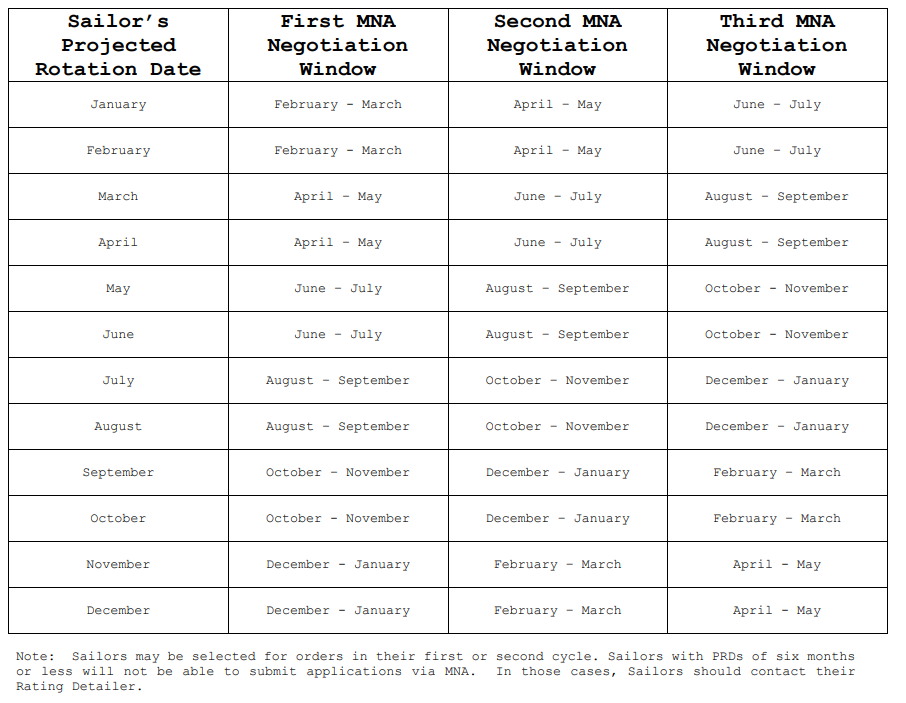 Sailor’s Projected Rotation Date | First MNA Negotiation Window | Second MNA Negotiation Window | Third MNA Negotiation Window
January | February - March | April – May | June – July
February | February - March | April – May | June – July
March | April – May | June – July | August – September
April | April – May | June – July | August – September
May | June – July | August – September | October - November
June | June – July | August – September | October - November
July | August – September | October – November | December – January
August | August – September | October – November | December – January
September | October – November | December – January | February – March
October | October - November | December – January | February – March
November | December - January | February – March | April - May
December | December - January | February – March | April - May
Note:  Sailors may be selected for orders in their first or second cycle. Sailors with PRDs of six months
or less will not be able to submit applications via MNA.  In those cases, Sailors should contact their
Rating Detailer.